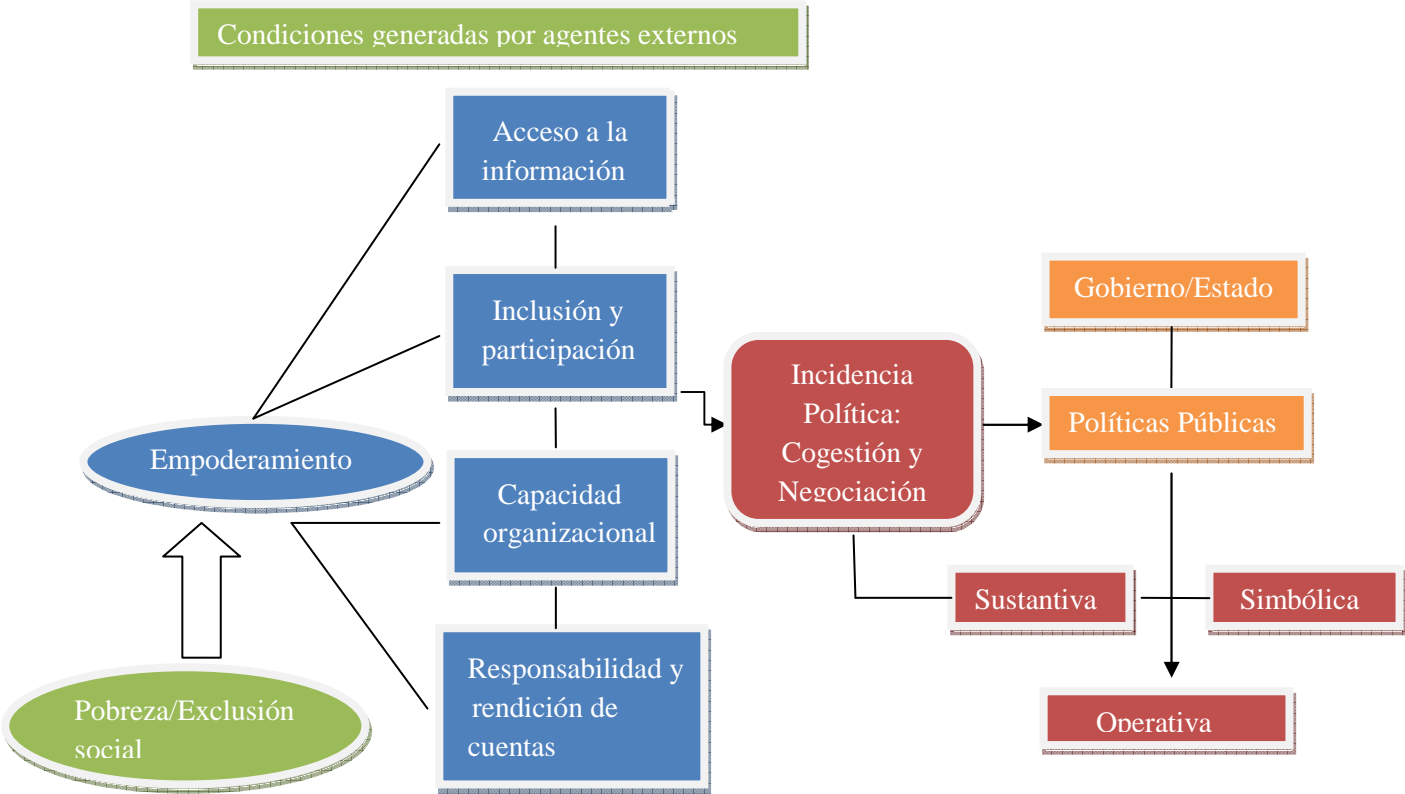 Condiciones generadas por agentes externos
Acceso a la
información
Inclusión y
participación
Empoderamiento
Capacidad
organizacional
Pobreza/Exclusión
social
Responsabilidad y
rendición de
cuentas
Incidencia
Política:
Cogestión y
Negociación
Gobierno/Estado
Políticas Públicas
Sustantiva
Simbólica
Operativa